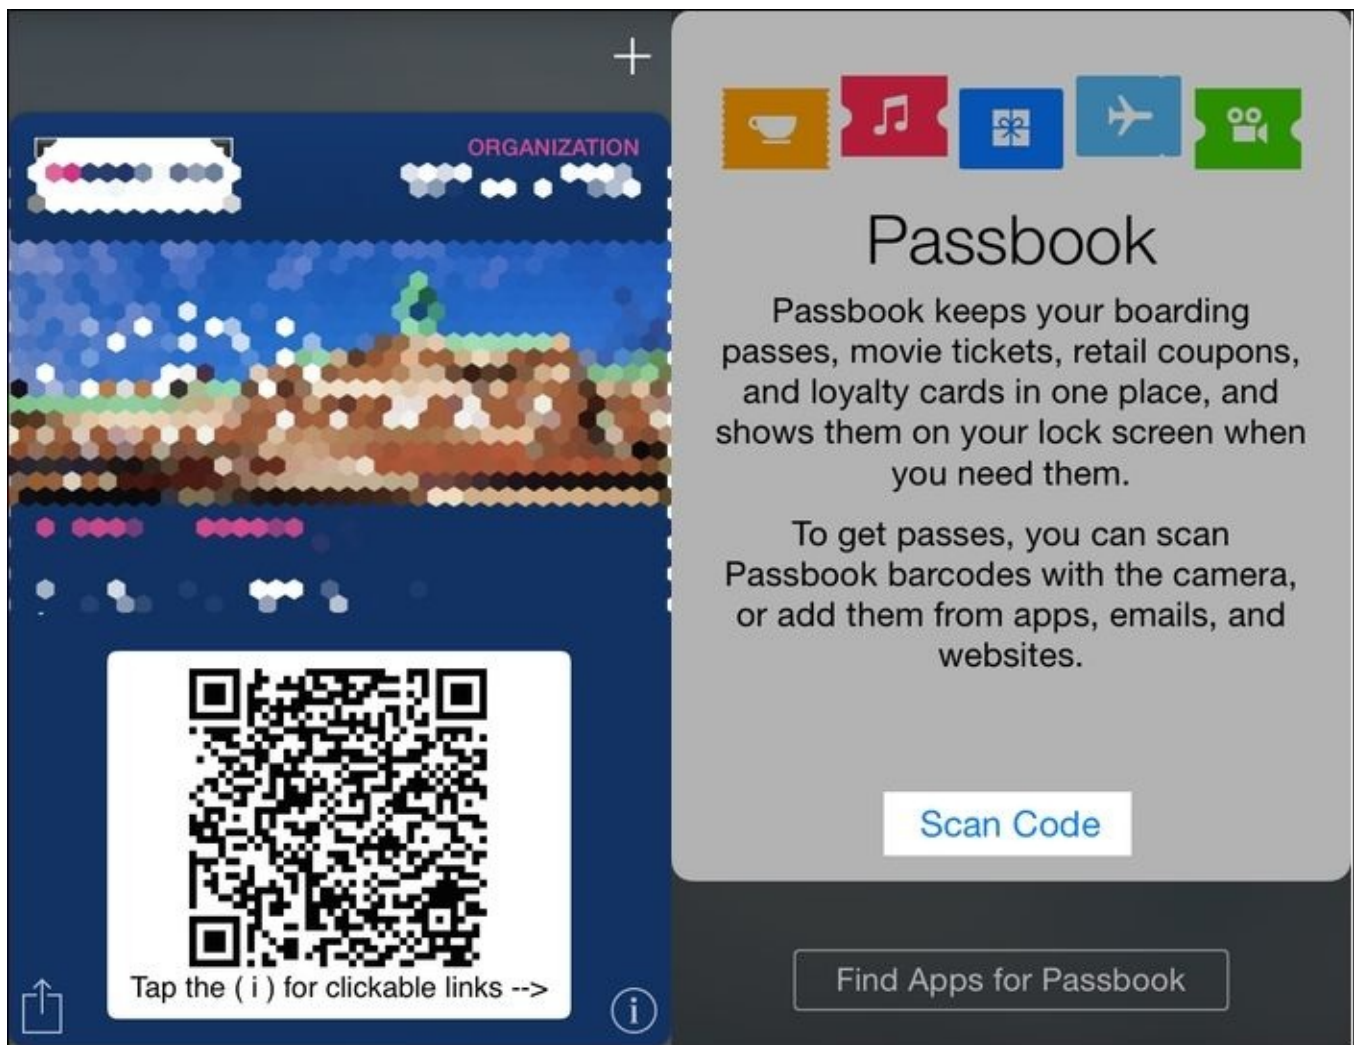 ORGANIZATION
Tap the ( i ) for clickable links -->
i
Passbook
Passbook keeps your boarding
passes, movie tickets, retail coupons,
and loyalty cards in one place, and
shows them on your lock screen when
you need them.
To get passes, you can scan
Passbook barcodes with the camera,
or add them from apps, emails, and
websites.
Scan Code
Find Apps for Passbook